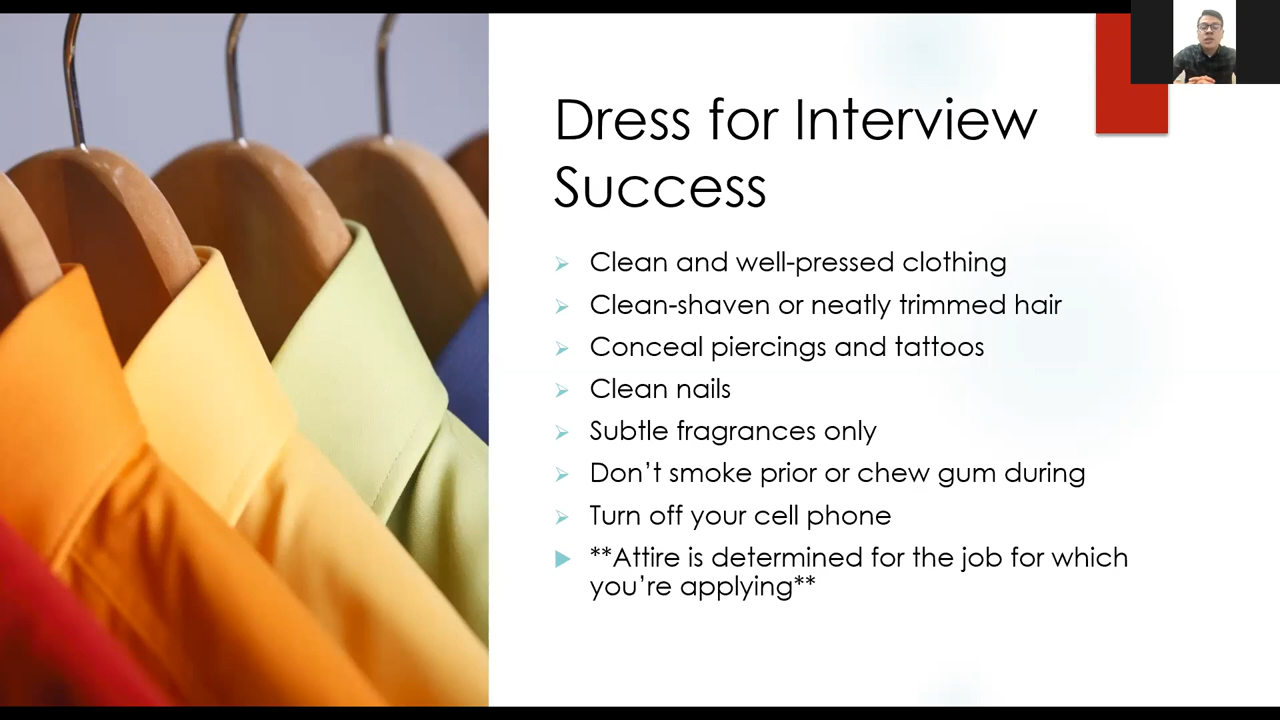 Dress for Interview
Success
Clean and well-pressed clothing
Clean-shaven or neatly trimmed hair
Conceal piercings and tattoos
Clean nails
Subtle fragrances only
Don’t smoke prior or chew gum during
Turn off your cell phone
**Attire is determined for the job for which
you’re applying**